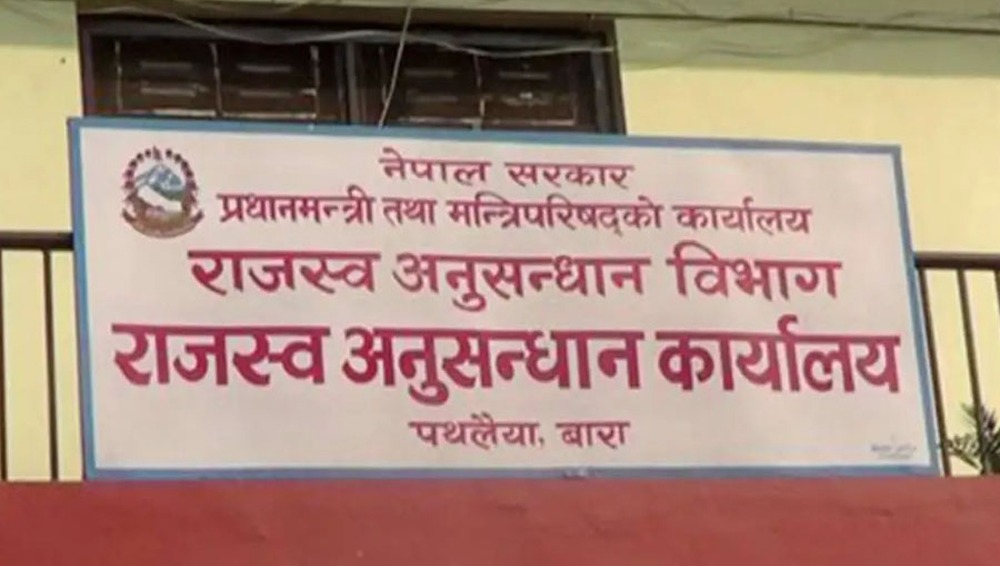 नेपाल सरकार
प्रधानमन्त्री तथा मन्त्रिपरिषद्को कार्यालय
राजस्व अनुसन्धान विभाग
राजस्व अनुसन्धान कार्यालय
पथलैया, बारा